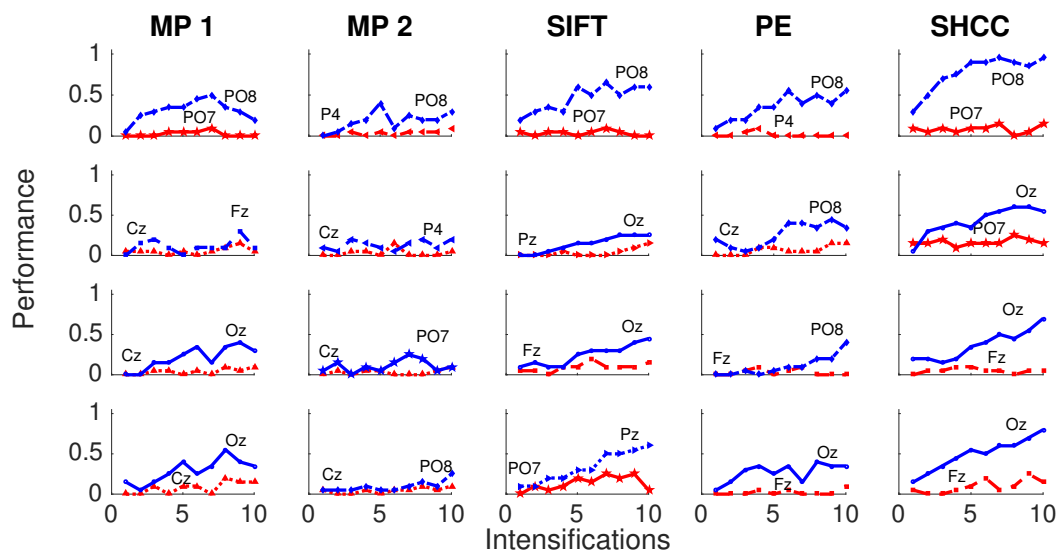 MP 1 MP 2 SIFT PE SHCC
1
0.5
0
PO8
PO7
P4
PO8
PO8
PO7
PO8
P4
PO8
PO7
1
0.5
0
Cz
Fz
Cz
P4
Pz
Oz
Cz
PO8
Oz
PO7
Performance
1
0.5
0
Cz
Oz
Cz
PO7
Fz
Oz
Fz
PO8
Oz
Fz
1
0.5
0
Cz
Oz
Cz
PO8
PO7
Pz
Oz
Fz
Oz
Fz
0 5 10 0 5 10 0 5 10 0 5 10 0 5 10
Intensifications